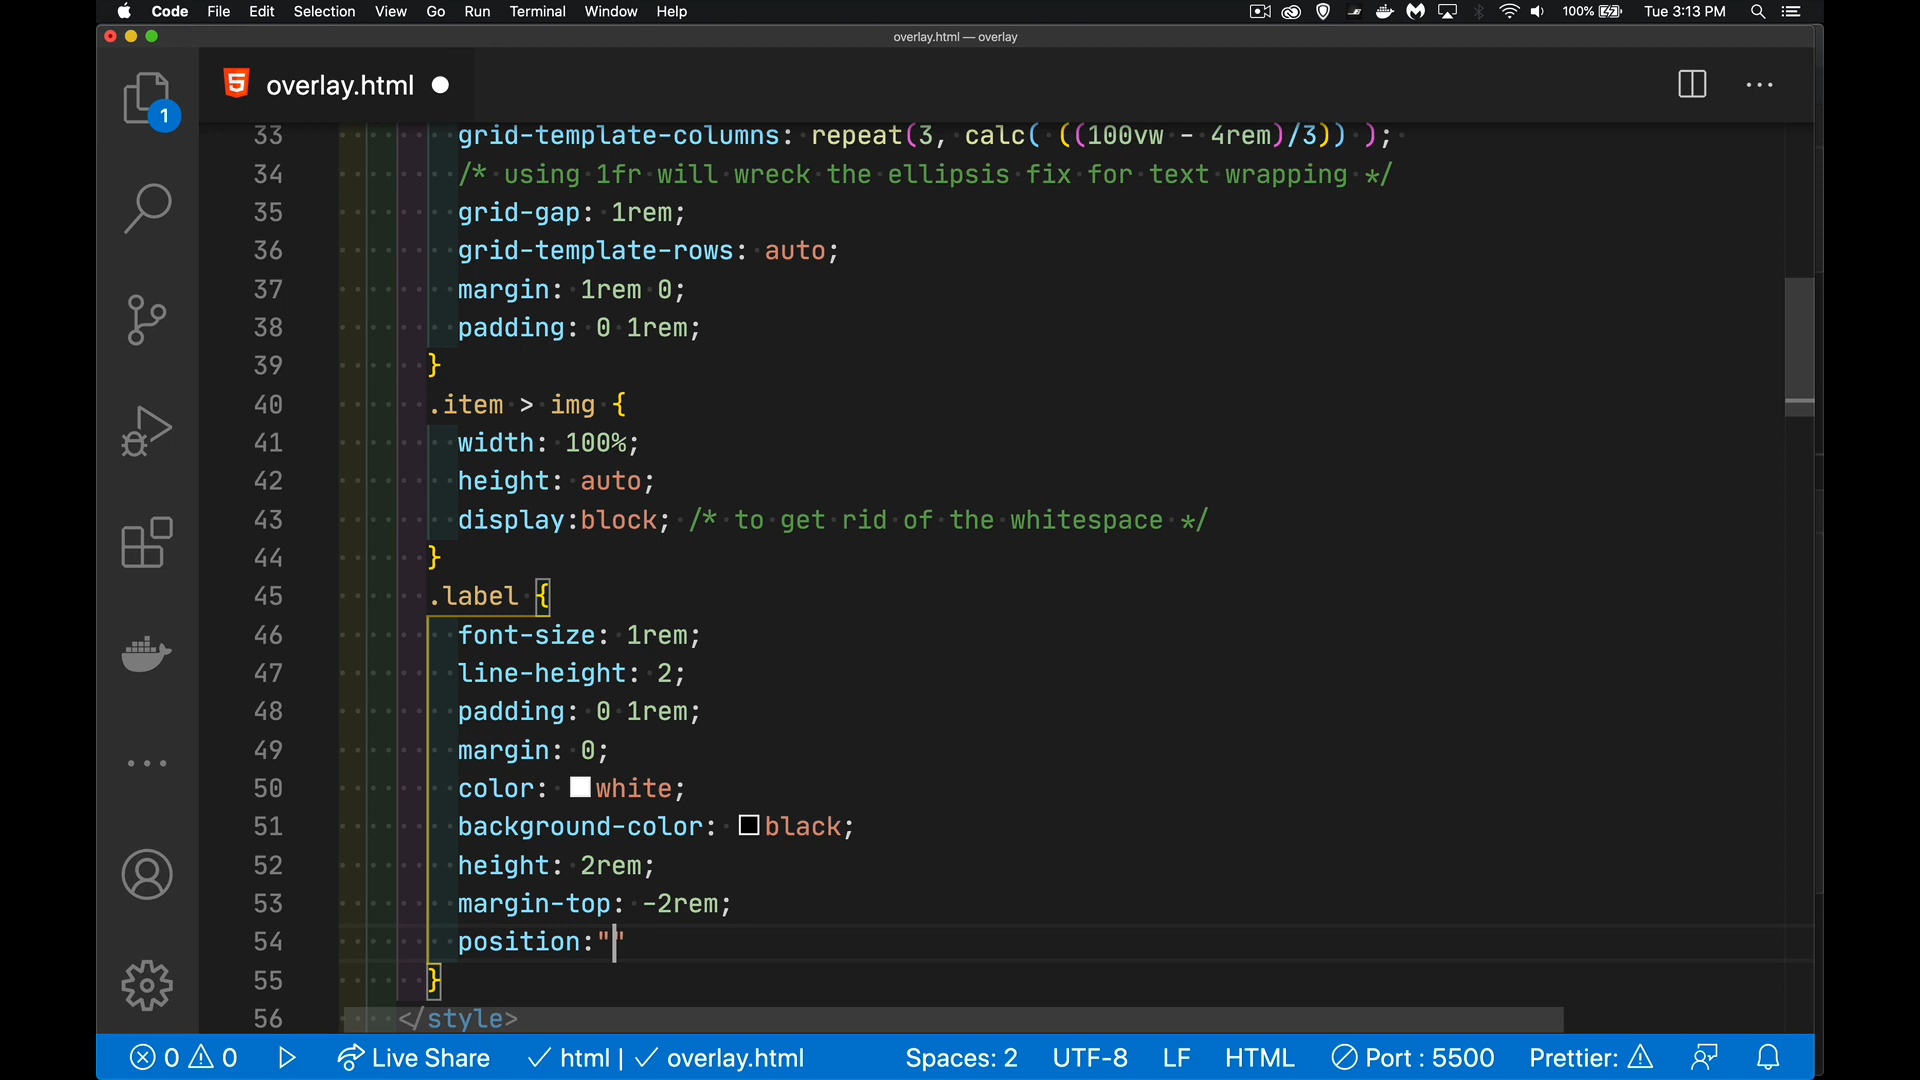 Code File Edit Selection View Go Run Terminal Window Help 100% Tue 3:13 PM
overlay.html — overlay
overlay.html
1
33 grid-template-columns: repeat(3, calc( ((100vw - 4rem)/3)) );
34 /* using 1fr will wreck the ellipsis fix for text wrapping */
35 grid-gap: 1rem;
36 grid-template-rows: auto;
37 margin: 1rem 0;
38 padding: 0 1rem;
39 }
40 .item > img {
41 width: 100%;
42 height: auto;
43 display:block; /* to get rid of the whitespace */
44 }
45 .label {
46 font-size: 1rem;
47 line-height: 2;
48 padding: 0 1rem;
49 margin: 0;
50 color: white;
51 background-color: black;
52 height: 2rem;
53 margin-top: -2rem;
54 position:""
55 }
56 </style>
0 0 Live Share html | overlay.html Spaces: 2 UTF-8 LF HTML Port : 5500 Prettier: